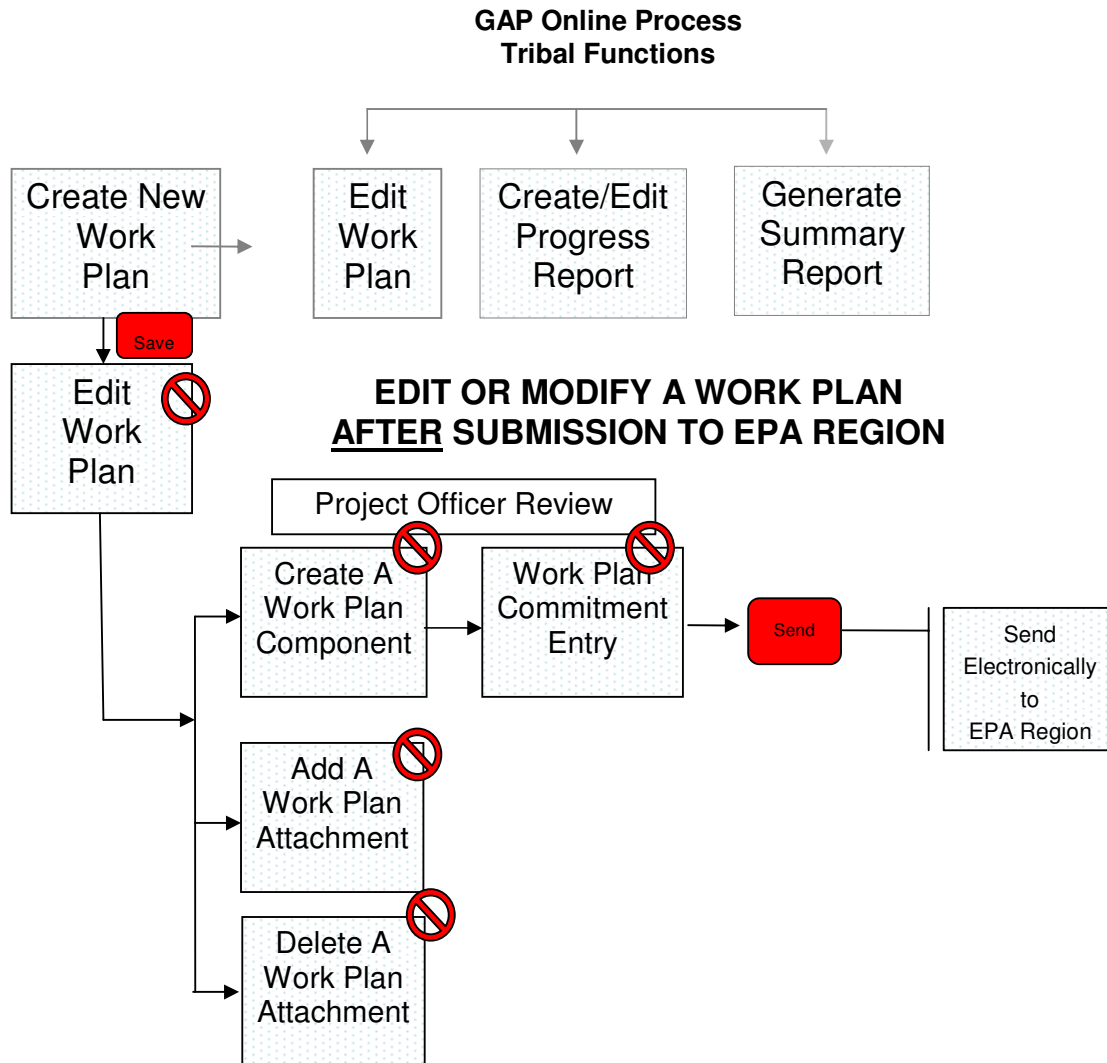 GAP Online Process
Tribal Functions
Create New
Work
Plan
Edit
Work
Plan
Create/Edit
Progress
Report
Generate
Summary
Report
Save
Edit
Work
Plan
EDIT OR MODIFY A WORK PLAN
AFTER SUBMISSION TO EPA REGION
Project Officer Review
Create A
Work Plan
Component
Work Plan
Commitment
Entry
Send
Send
Electronically
to
EPA Region
Add A
Work Plan
Attachment
Delete A
Work Plan
Attachment